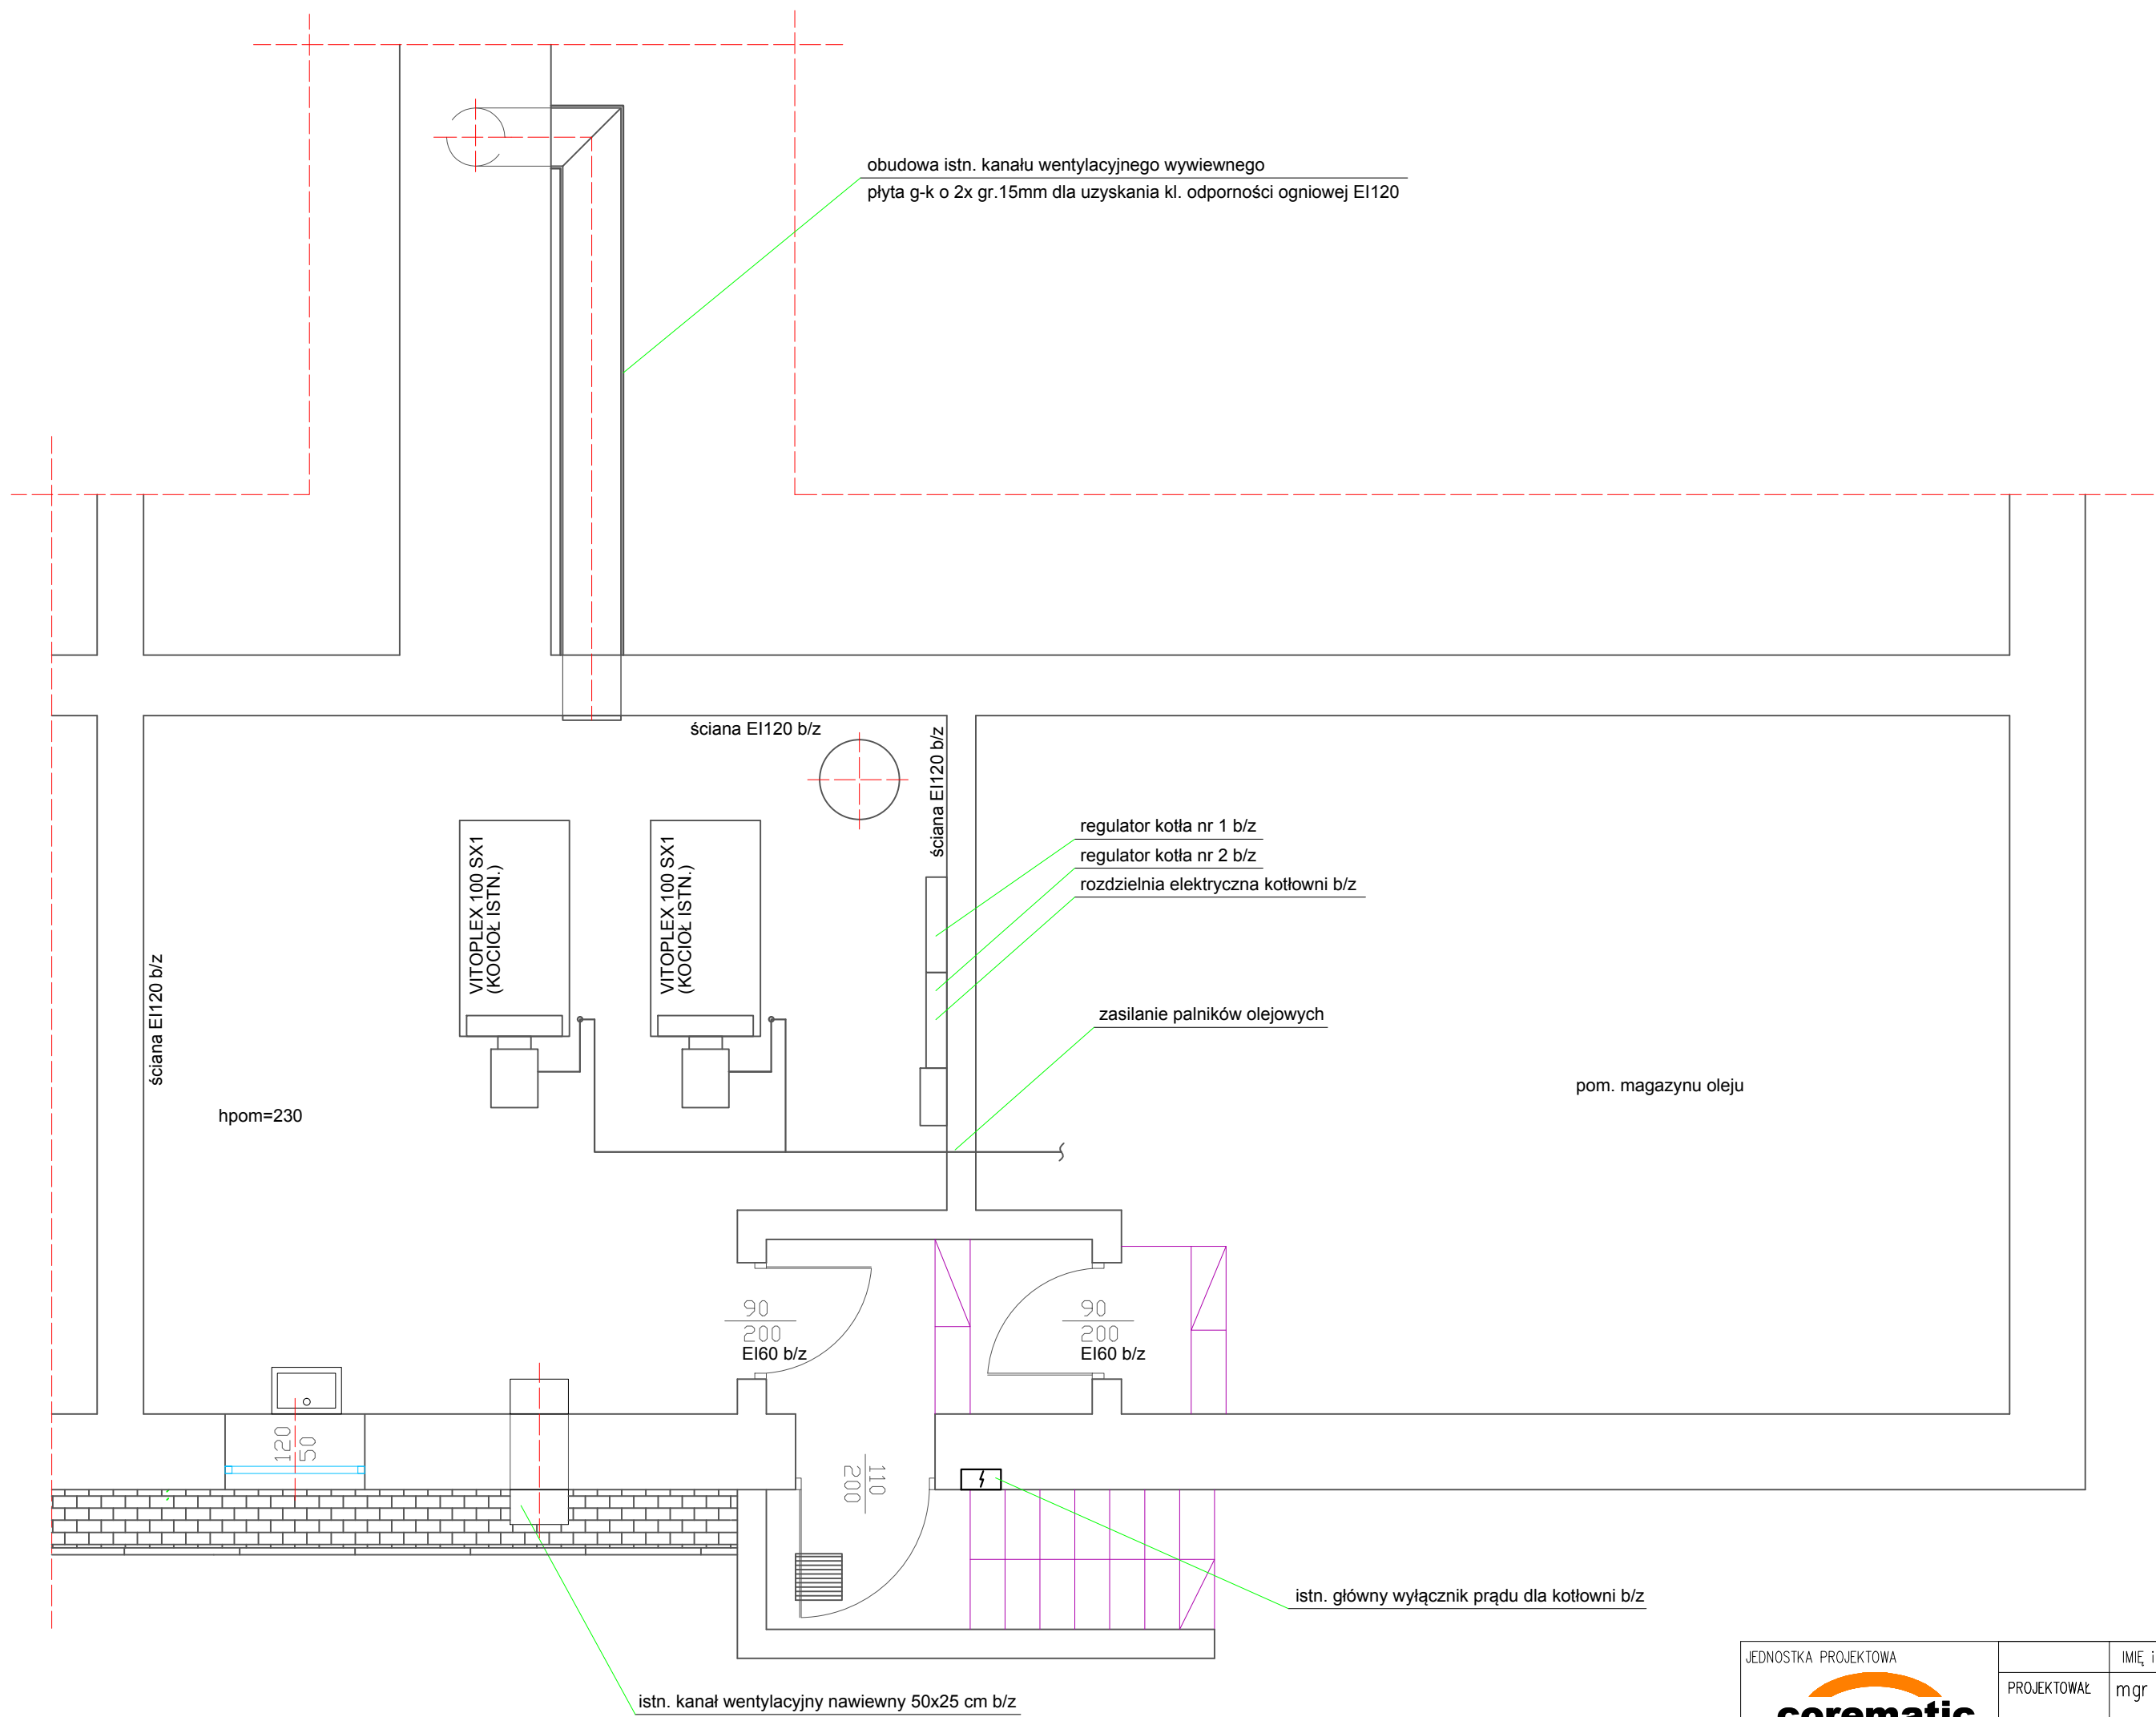 obudowa istn. kanału wentylacyjnego wywiewnego
płyta g-k o 2x gr.15mm dla uzyskania kl. odporności ogniowej EI120
ściana EI120 b/z
ściana EI120 b/z
regulator kotła nr 1 b/z
regulator kotła nr 2 b/z
rozdzielnia elektryczna kotłowni b/z
VITOPLEX 100 SX1
(KOCIOŁ ISTN.)
VITOPLEX 100 SX1
(KOCIOŁ ISTN.)
ściana EI120 b/z
zasilanie palników olejowych
pom. magazynu oleju
hpom=230
90
200
EI60 b/z
90
200
EI60 b/z
120
50
110
200
istn. główny wyłącznik prądu dla kotłowni b/z
istn. kanał wentylacyjny nawiewny 50x25 cm b/z
JEDNOSTKA PROJEKTOWA
IMIĘ i
PROJEKTOWAŁ
mgr
corematic